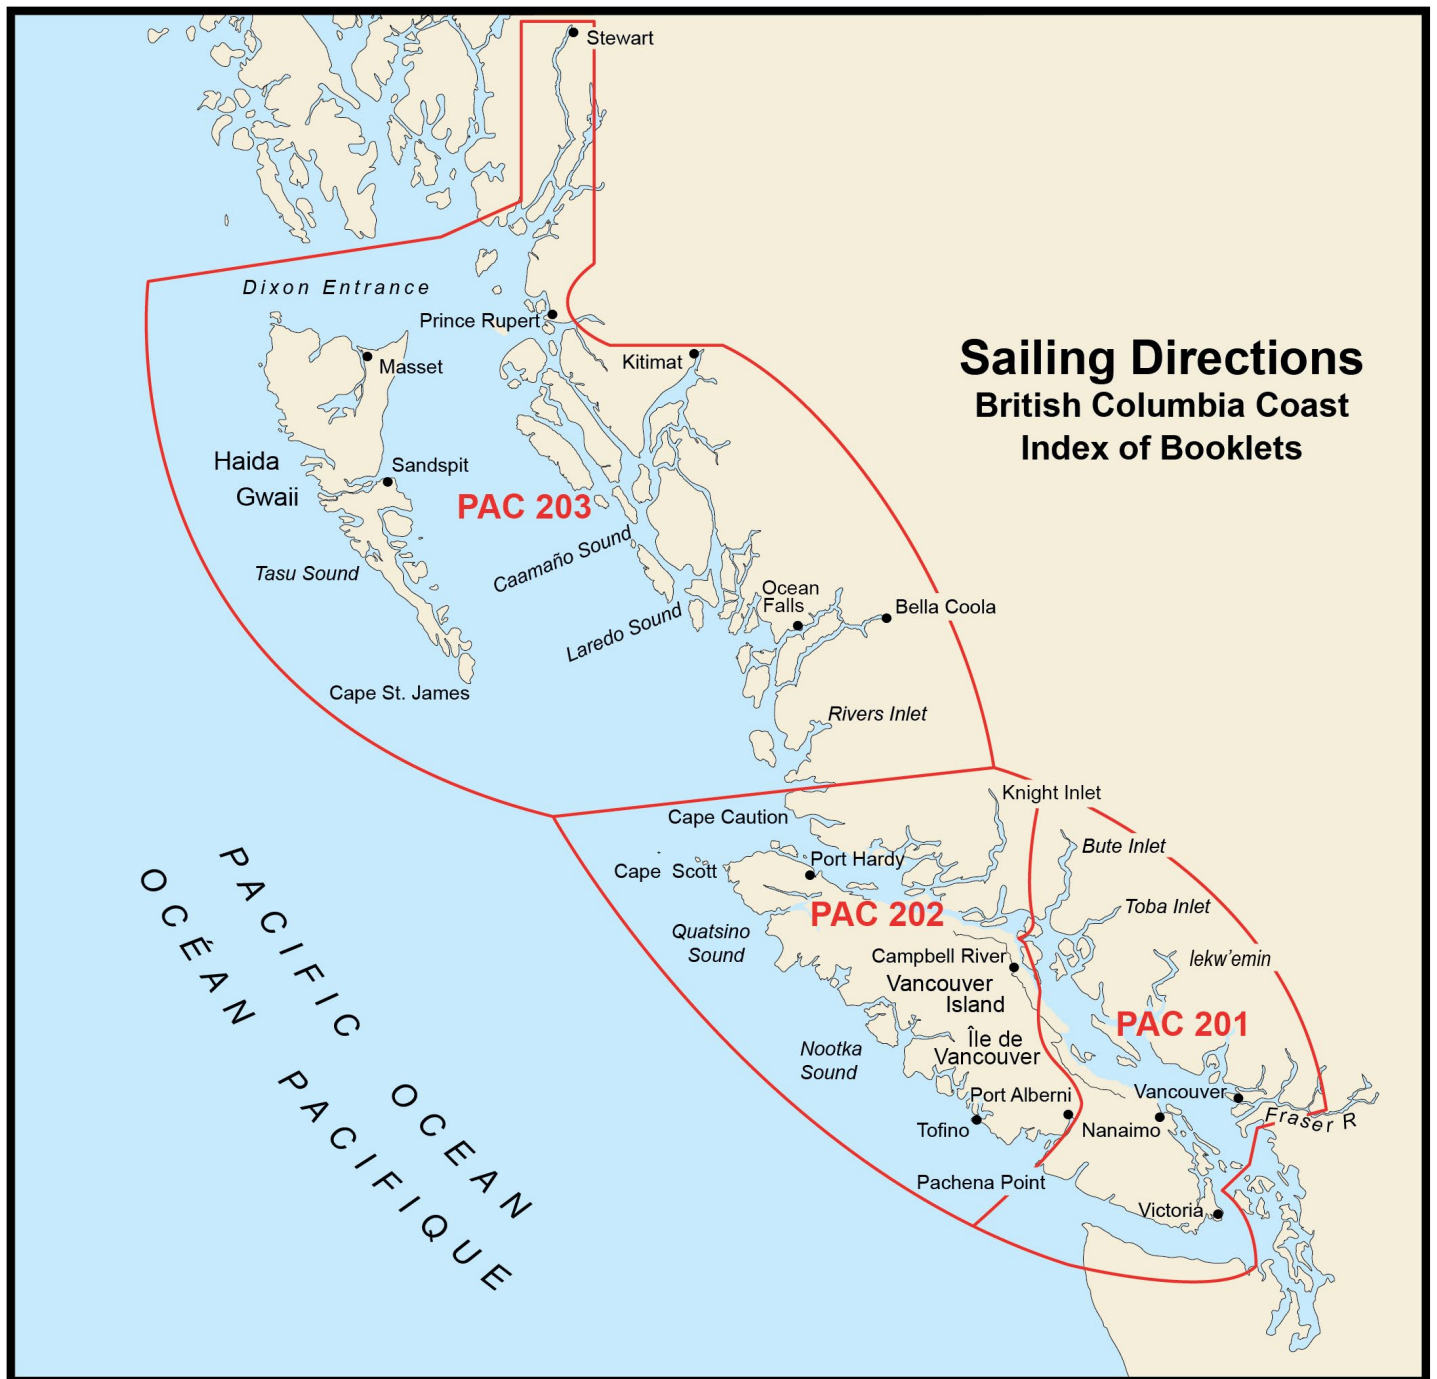 Stewart
Dixon Entrance
Prince Rupert
Masset
Kitimat
Sailing Directions
British Columbia Coast
Index of Booklets
Haida
Gwaii
Sandspit
PAC 203
Caamaño Sound
Tasu Sound
Laredo Sound
Ocean
Falls
Bella Coola
Cape St. James
Rivers Inlet
Knight Inlet
Cape Caution
Bute Inlet
Port Hardy
Cape Scott
Toba Inlet
PAC 202
Quatsino
Sound
Campbell River
lekw'emin
Vancouver
Island
PAC 201
Île de
Vancouver
Nootka
Sound
Port Alberni
Vancouver
Fraser R
Tofino
Nanaimo
Pachena Point
Victoria
PACIFIC OCEAN
OCÉAN PACIFIQUE